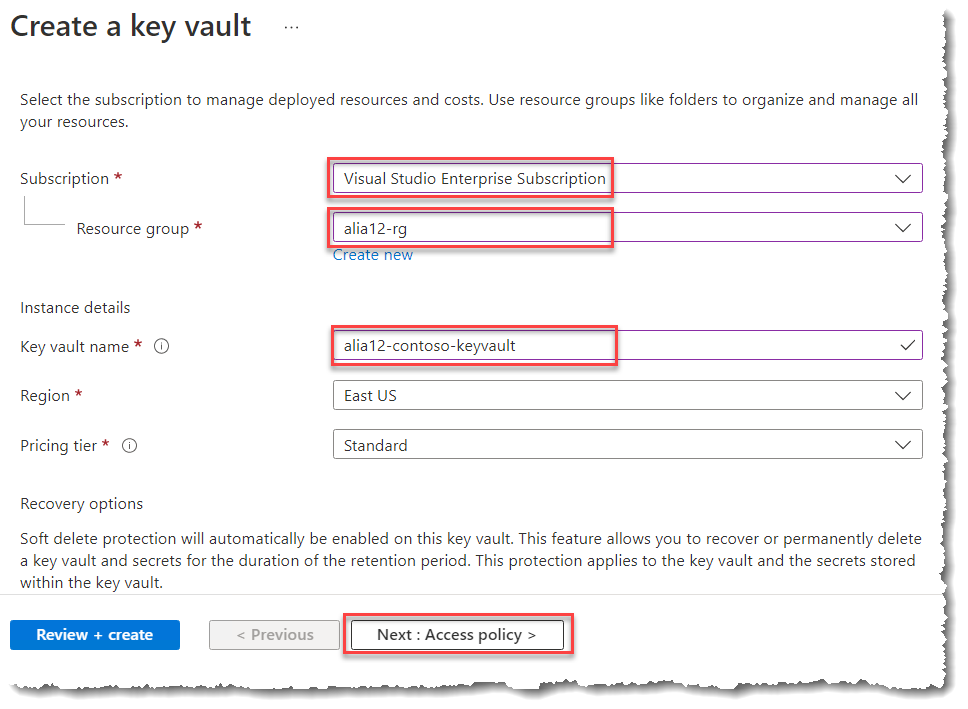 Create a key vault ...
Select the subscription to manage deployed resources and costs. Use resource groups like folders to organize and manage all
your resources.
Subscription * Visual Studio Enterprise Subscription
Resource group * alia12-rg
Create new
Instance details
Key vault name * alia12-contoso-keyvault
Region * East US
Pricing tier * Standard
Recovery options
Soft delete protection will automatically be enabled on this key vault. This feature allows you to recover or permanently delete
a key vault and secrets for the duration of the retention period. This protection applies to the key vault and the secrets stored
within the key vault.
Review + create < Previous Next : Access policy >